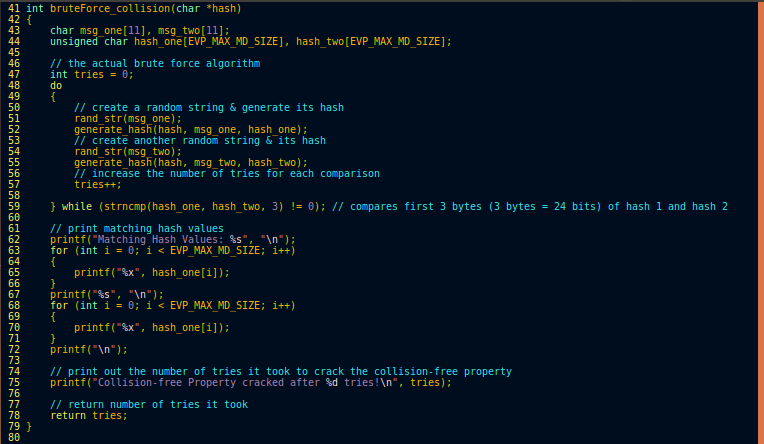 41 int bruteForce_collision(char *hash)
42 {
43     char msg_one[11], msg_two[11];
44     unsigned char hash_one[EVP_MAX_MD_SIZE], hash_two[EVP_MAX_MD_SIZE];
45
46     // the actual brute force algorithm
47     int tries = 0;
48     do
49     {
50         // create a random string & generate its hash
51         rand_str(msg_one);
52         generate_hash(hash, msg_one, hash_one);
53         // create another random string & its hash
54         rand_str(msg_two);
55         generate_hash(hash, msg_two, hash_two);
56         // increase the number of tries for each comparison
57         tries++;
58
59     } while (strncmp(hash_one, hash_two, 3) != 0); // compares first 3 bytes (3 bytes = 24 bits) of hash 1 and hash 2
60
61     // print matching hash values
62     printf("Matching Hash Values: %s", "\n");
63     for (int i = 0; i < EVP_MAX_MD_SIZE; i++)
64     {
65         printf("%x", hash_one[i]);
66     }
67     printf("%s", "\n");
68     for (int i = 0; i < EVP_MAX_MD_SIZE; i++)
69     {
70         printf("%x", hash_one[i]);
71     }
72     printf("\n");
73
74     // print out the number of tries it took to crack the collision-free property
75     printf("Collision-free Property cracked after %d tries!\n", tries);
76
77     // return number of tries it took
78     return tries;
79 }
80